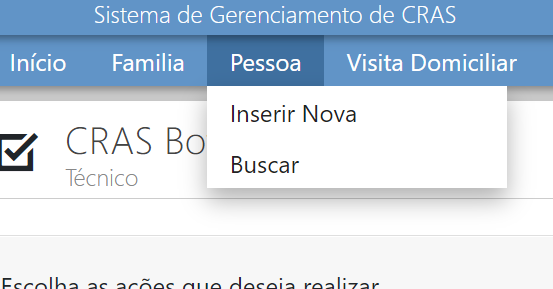 Sistema de Gerenciamento de CRAS
Início Familia Pessoa Visita Domiciliar
Inserir Nova
Buscar
CRAS Bo
Técnico
Escolha as ações que deseja realizar